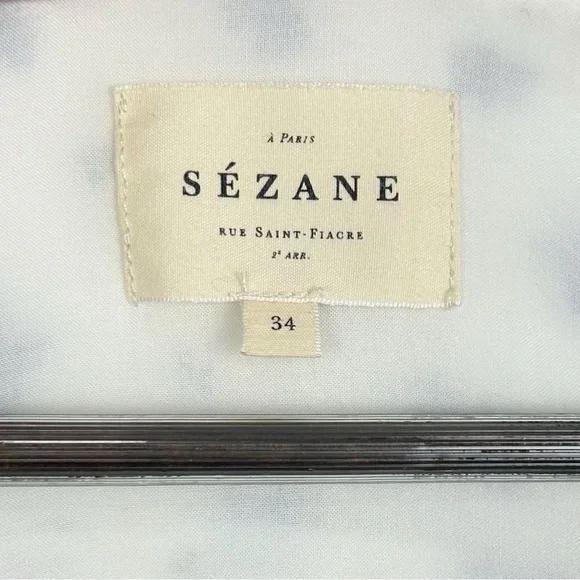 À PARIS
SÉZANE
RUE SAINT-FIACRE
2E ARR.
34